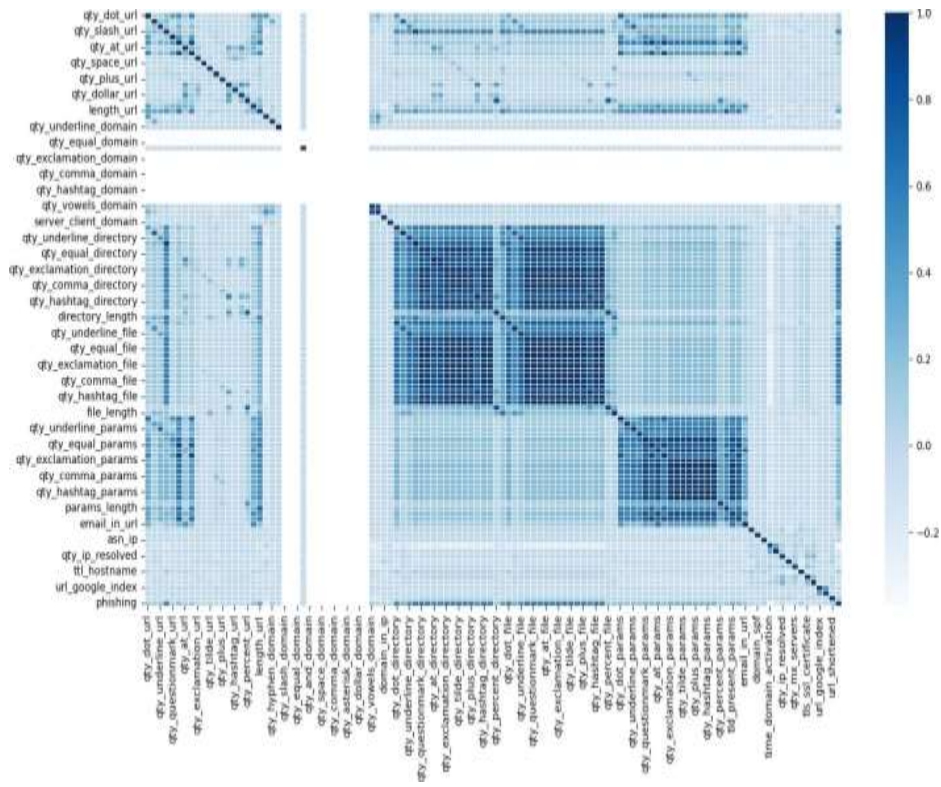 qty_dot_url
qty_slash_url
qty_at_url
qty_space_url
qty_plus_url
qty_dollar_url
length_url
qty_underline_domain
qty_equal_domain
qty_exclamation_domain
qty_comma_domain
qty_hashtag_domain
qty_vowels_domain
server_client_domain
qty_underline_directory
qty_equal_directory
qty_exclamation_directory
qty_comma_directory
qty_hashtag_directory
directory_length
qty_underline_file
qty_equal_file
qty_exclamation_file
qty_comma_file
qty_hashtag_file
file_length
qty_underline_params
qty_equal_params
qty_exclamation_params
qty_comma_params
qty_hashtag_params
params_length
email_in_url
asn_ip
qty_ip_resolved
ttl_hostname
url_google_index
phishing
qty_dot_url
qty_underline_url
qty_questionmark_url
qty_at_url
qty_exclamation_url
qty_tilde_url
qty_plus_url
qty_hashtag_url
qty_percent_url
length_url
qty_hyphen_domain
qty_slash_domain
qty_equal_domain
qty_and_domain
qty_space_domain
qty_comma_domain
qty_asterisk_domain
qty_dollar_domain
qty_vowels_domain
domain_in_ip
qty_dot_directory
qty_underline_directory
qty_questionmark_directory
qty_at_directory
qty_exclamation_directory
qty_tilde_directory
qty_plus_directory
qty_hashtag_directory
qty_percent_directory
qty_dot_file
qty_underline_file
qty_questionmark_file
qty_at_file
qty_exclamation_file
qty_tilde_file
qty_plus_file
qty_hashtag_file
qty_percent_file
qty_dot_params
qty_underline_params
qty_questionmark_params
qty_at_params
qty_exclamation_params
qty_tilde_params
qty_plus_params
qty_hashtag_params
qty_percent_params
tld_present_params
email_in_url
domain_spf
time_domain_activation
qty_ip_resolved
qty_mx_servers
tls_ssl_certificate
url_google_index
url_shortened
1.0
0.8
0.6
0.4
0.2
0.0
−0.2